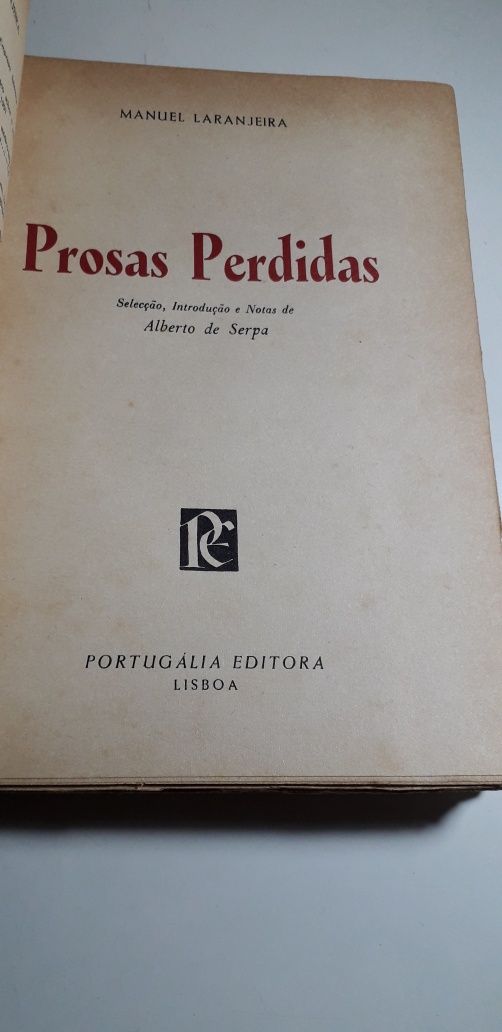 MANUEL LARANJEIRA
Prosas Perdidas
Selecção, Introdução e Notas de
Alberto de Serpa
PE
PORTUGÁLIA EDITORA
LISBOA